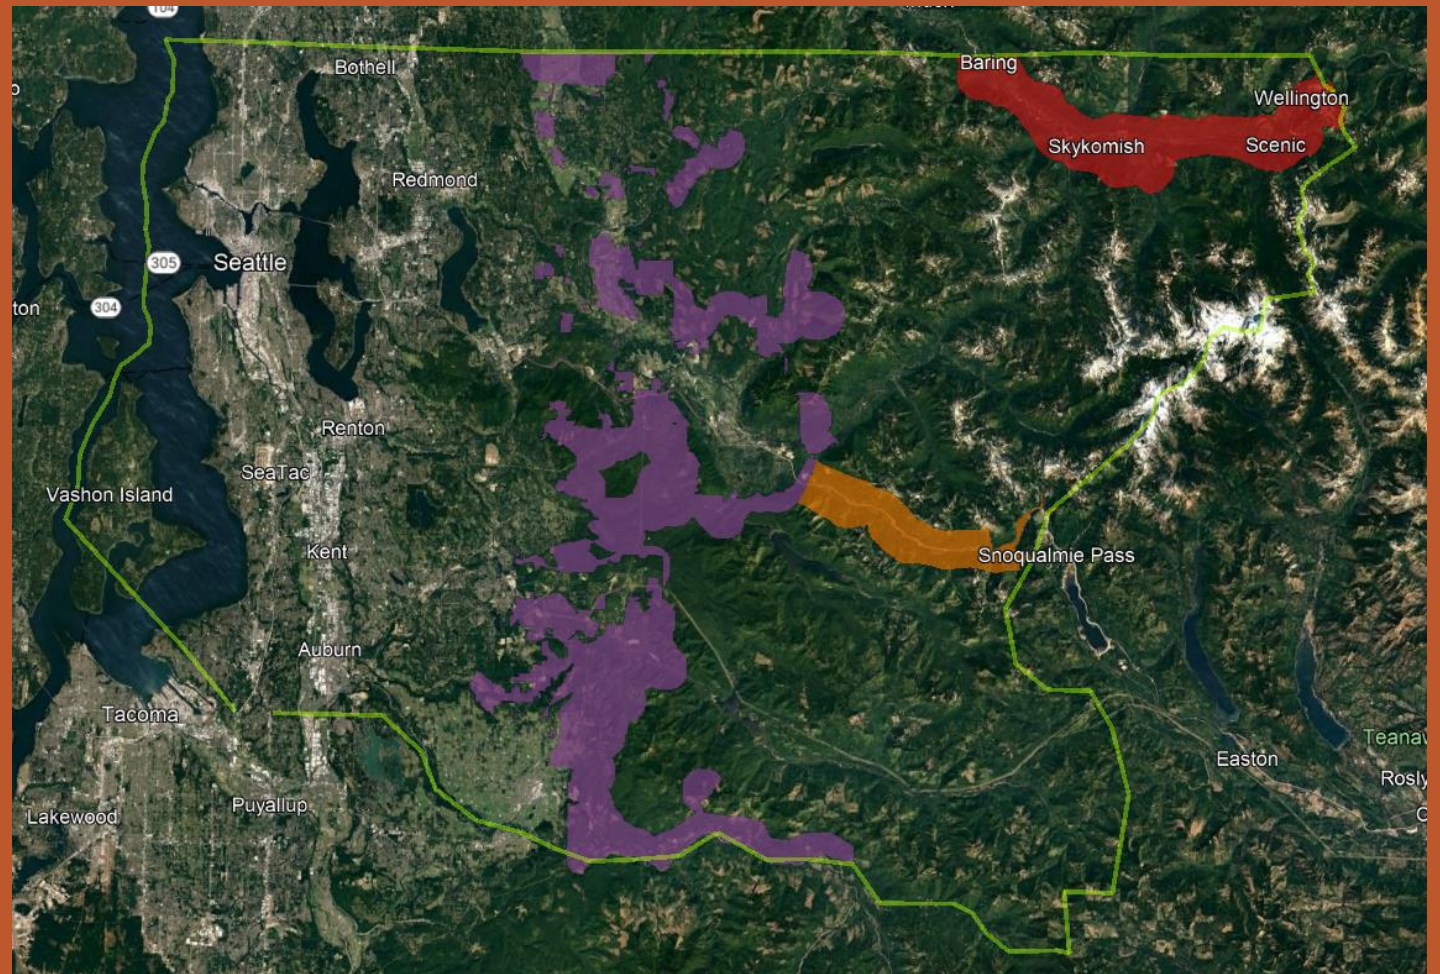 104
Bothell
Baring
Wellington
Skykomish
Scenic
Redmond
305
Seattle
304
Renton
SeaTac
Vashon Island
Kent
Snoqualmie Pass
Auburn
Tacoma
Easton
Puyallup
Lakewood